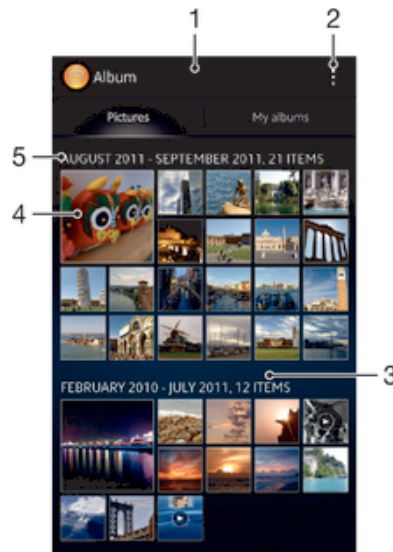 1
2
Album
Pictures My albums
5
AUGUST 2011 - SEPTEMBER 2011, 21 ITEMS
4
3
FEBRUARY 2010 - JULY 2011, 12 ITEMS